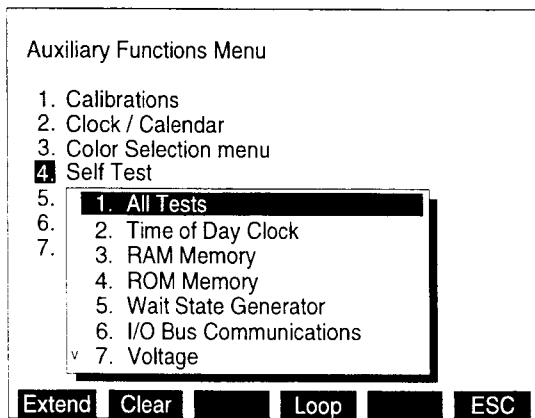 Auxiliary Functions Menu
1. Calibrations
2. Clock / Calendar
3. Color Selection menu
4. Self Test
5.
6.
7.
1. All Tests
2. Time of Day Clock
3. RAM Memory
4. ROM Memory
5. Wait State Generator
6. I/O Bus Communications
v 7. Voltage
Extend Clear Loop ESC